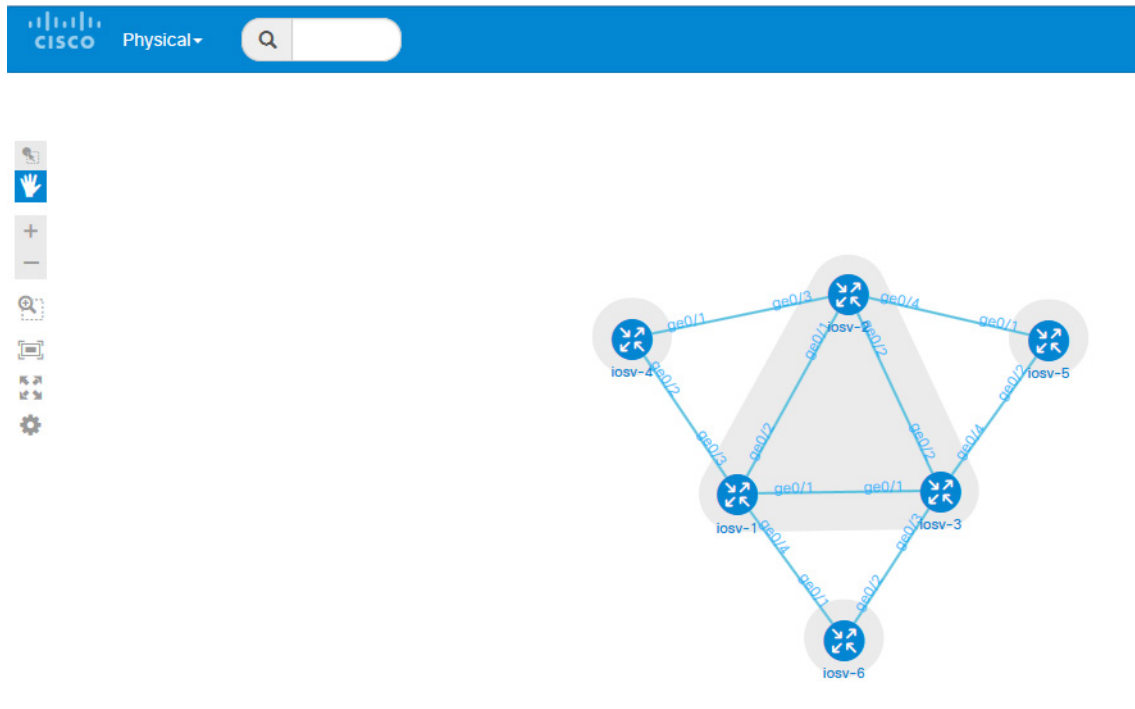 CISCO Physical
ge0/3 ge0/4
ge0/1 ge0/1
iosv-2
ge0/1 ge0/2
iosv-4 iosv-5
ge0/2 ge0/2
ge0/3 ge0/2 ge0/2 ge0/4
ge0/1 ge0/1
iosv-1 iosv-3
ge0/4 ge0/3
ge0/1 ge0/2
iosv-6